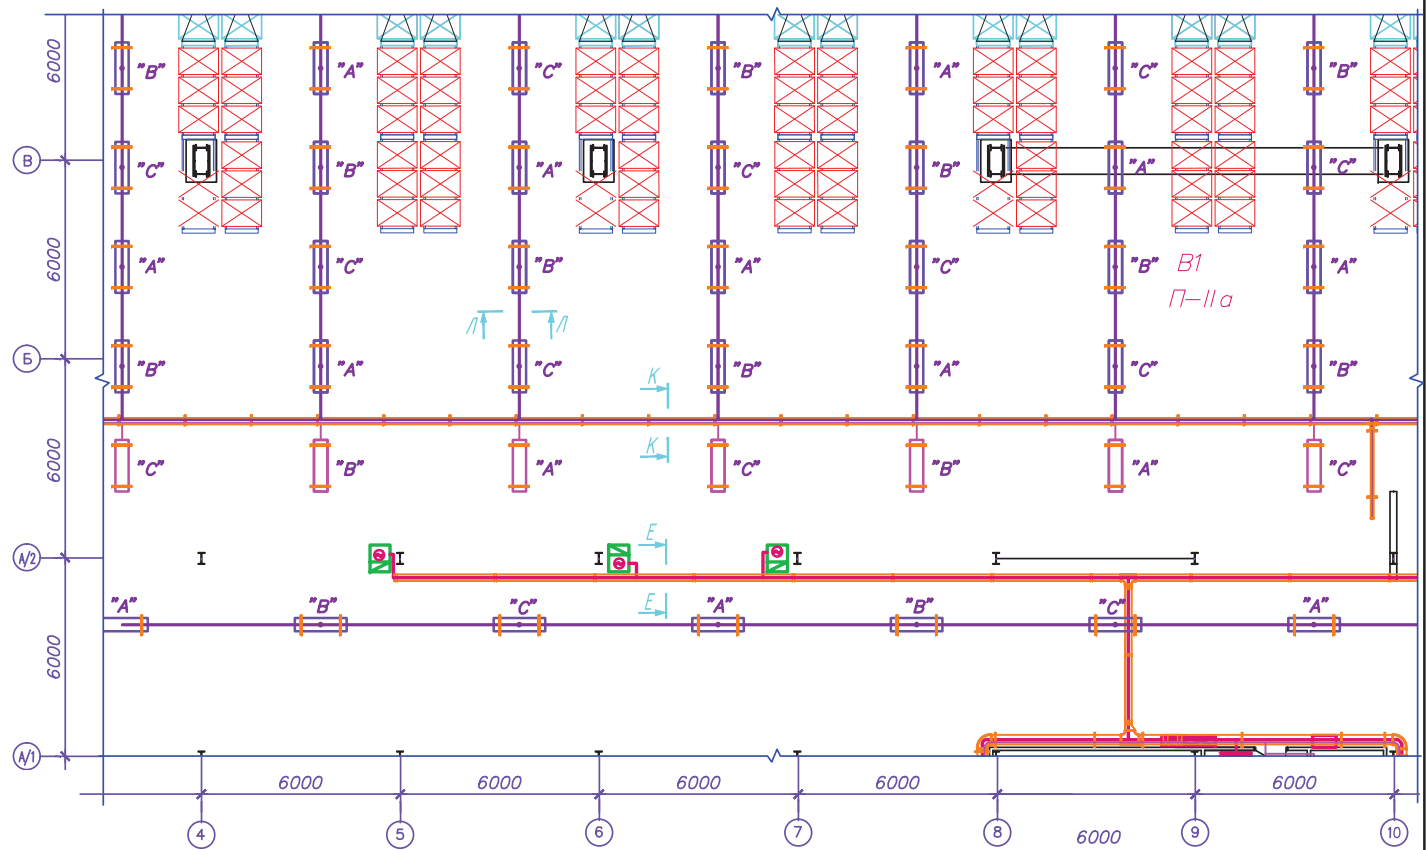 6000
"B" "A" "C" "B" "A" "C" "B"
В
"C" "B" "A" "C" "B" "A" "C"
6000
"A" "C" "B" "A" "C" "B" "A"
В1
П-IIа
Л Л
Б
"B" "A" "C" "B" "A" "C" "B"
К
6000
К
"C" "B" "A" "C" "B" "A" "C"
Е
А/2
Е
"A" "B" "C" "A" "B" "C" "A"
6000
А/1
6000 6000 6000 6000 6000
4 5 6 7 8 6000 9 10